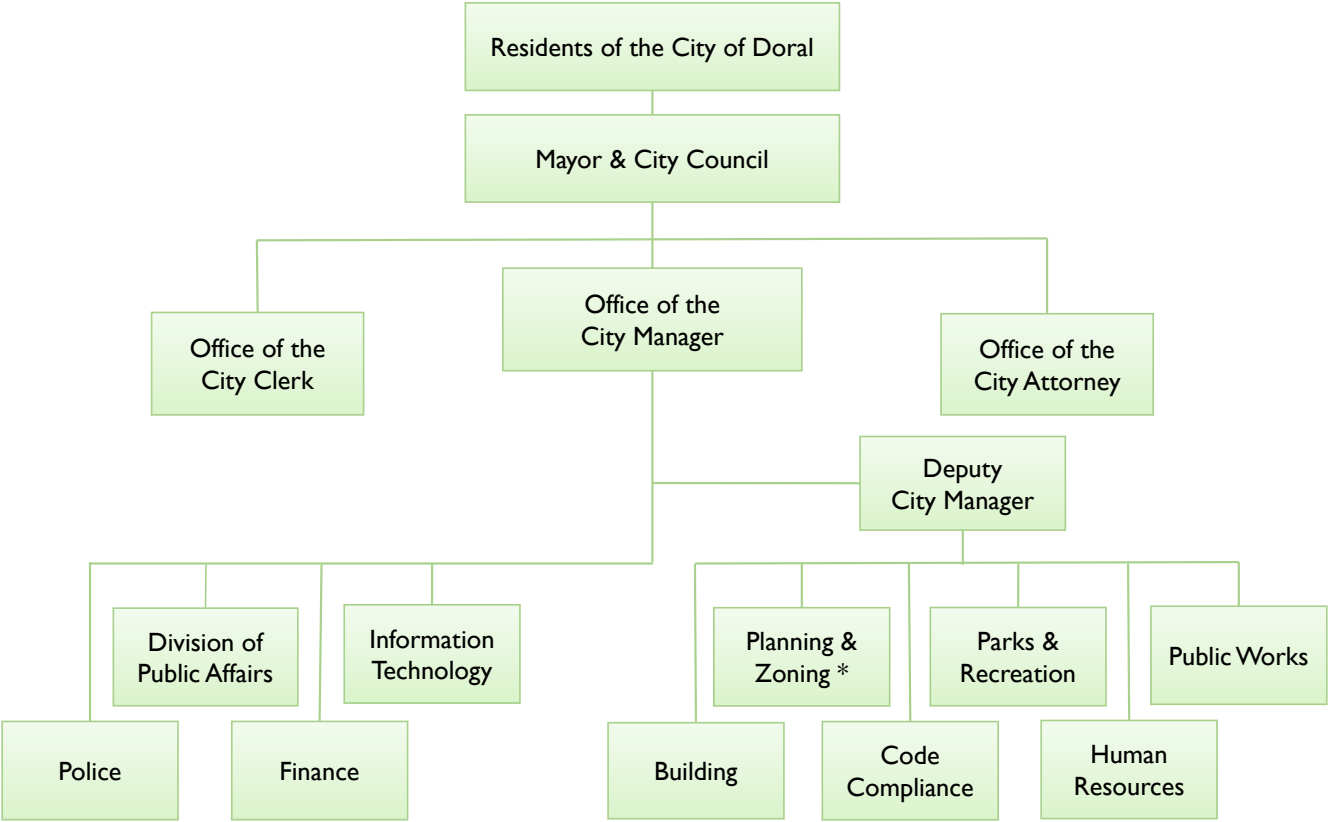 Residents of the City of Doral
Mayor & City Council
Office of the
City Manager
Office of the
City Clerk
Office of the
City Attorney
Deputy
City Manager
Division of
Public Affairs
Information
Technology
Planning &
Zoning *
Parks &
Recreation
Public Works
Police
Finance
Building
Code
Compliance
Human
Resources